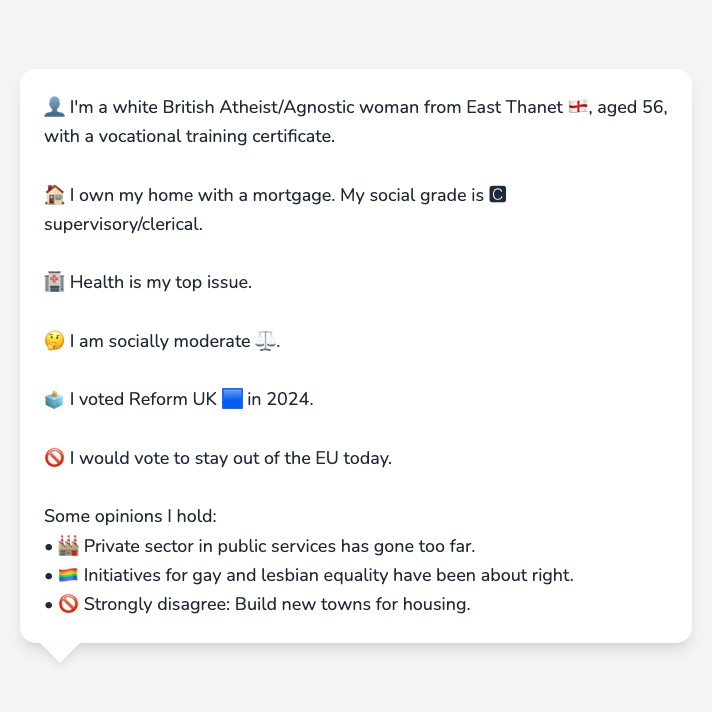 👤 I'm a white British Atheist/Agnostic woman from East Thanet 🏴󠁧󠁢󠁥󠁮󠁧󠁿, aged 56,
with a vocational training certificate.
🏠 I own my home with a mortgage. My social grade is 🅲
supervisory/clerical.
🏥 Health is my top issue.
🤔 I am socially moderate ⚖️.
🗳️ I voted Reform UK 🟦 in 2024.
🚫 I would vote to stay out of the EU today.
Some opinions I hold:
• 🏭 Private sector in public services has gone too far.
• 🏳️‍🌈 Initiatives for gay and lesbian equality have been about right.
• 🚫 Strongly disagree: Build new towns for housing.